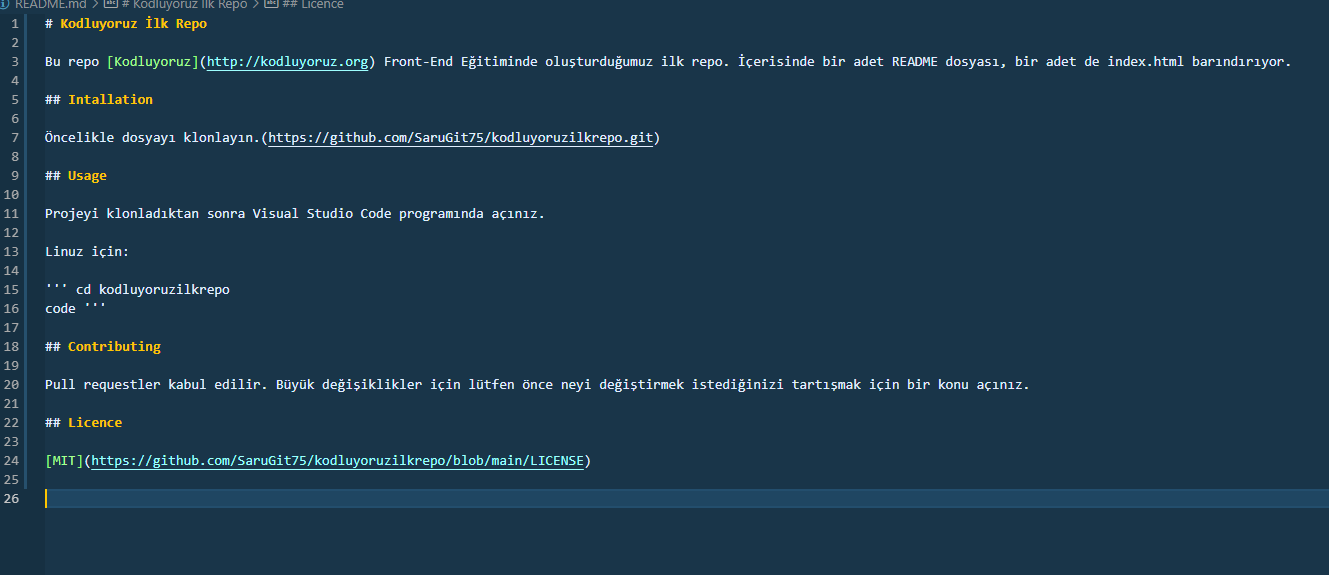 README.md > # Kodluyoruz İlk Repo > ## Licence
1 # Kodluyoruz İlk Repo
2
3 Bu repo [Kodluyoruz](http://kodluyoruz.org) Front-End Eğitiminde oluşturduğumuz ilk repo. İçerisinde bir adet README dosyası, bir adet de index.html barındırıyor.
4
5 ## Intallation
6
7 Öncelikle dosyayı klonlayın.(https://github.com/SaruGit75/kodluyoruzilkrepo.git)
8
9 ## Usage
10
11 Projeyi klonladıktan sonra Visual Studio Code programında açınız.
12
13 Linuz için:
14
15 ''' cd kodluyoruzilkrepo
16 code '''
17
18 ## Contributing
19
20 Pull requestler kabul edilir. Büyük değişiklikler için lütfen önce neyi değiştirmek istediğinizi tartışmak için bir konu açınız.
21
22 ## Licence
23
24 [MIT](https://github.com/SaruGit75/kodluyoruzilkrepo/blob/main/LICENSE)
25
26